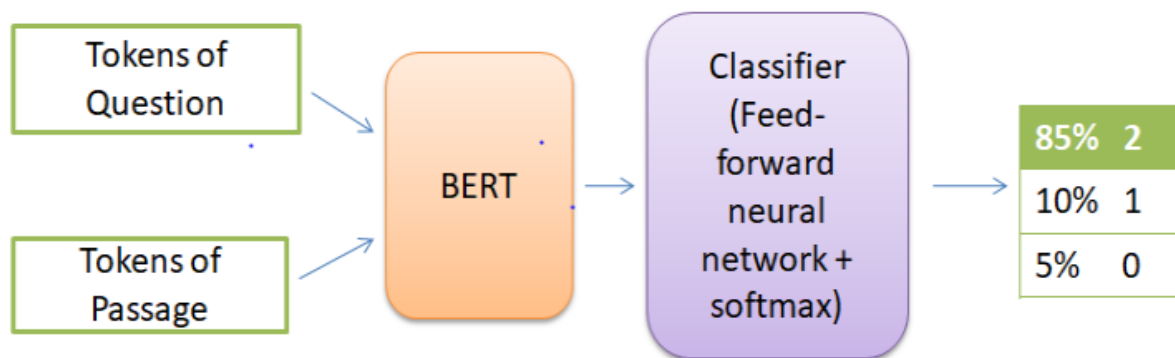 Tokens of
Question
Tokens of
Passage
BERT
Classifier
(Feed-
forward
neural
network +
softmax)
85% 2
10% 1
5% 0